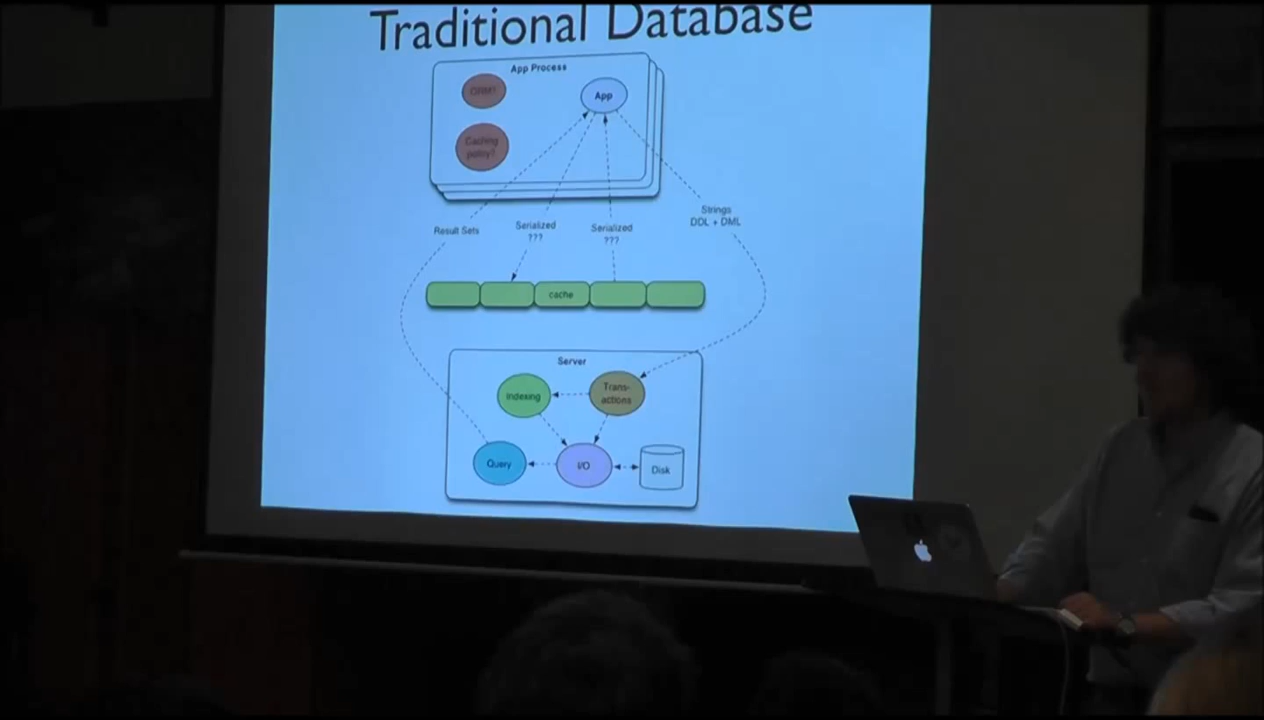 Traditional Database
App Process
ORM?
App
Caching
policy?
Result Sets
Serialized
???
Serialized
???
Strings
DDL + DML
cache
Server
Indexing
Trans-
actions
Query
I/O
Disk